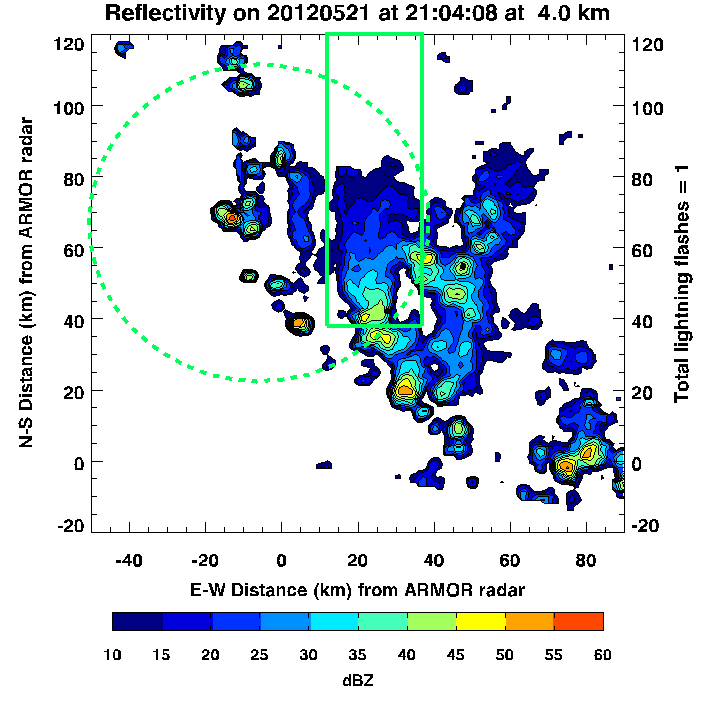 Reflectivity on 20120521 at 21:04:08 at 4.0 km
120 120
100 100
80 80
60 60
40 40
20 20
0 0
-20 -20
N-S Distance (km) from ARMOR radar
Total lightning flashes = 1
-40 -20 0 20 40 60 80
E-W Distance (km) from ARMOR radar
10 15 20 25 30 35 40 45 50 55 60
dBZ